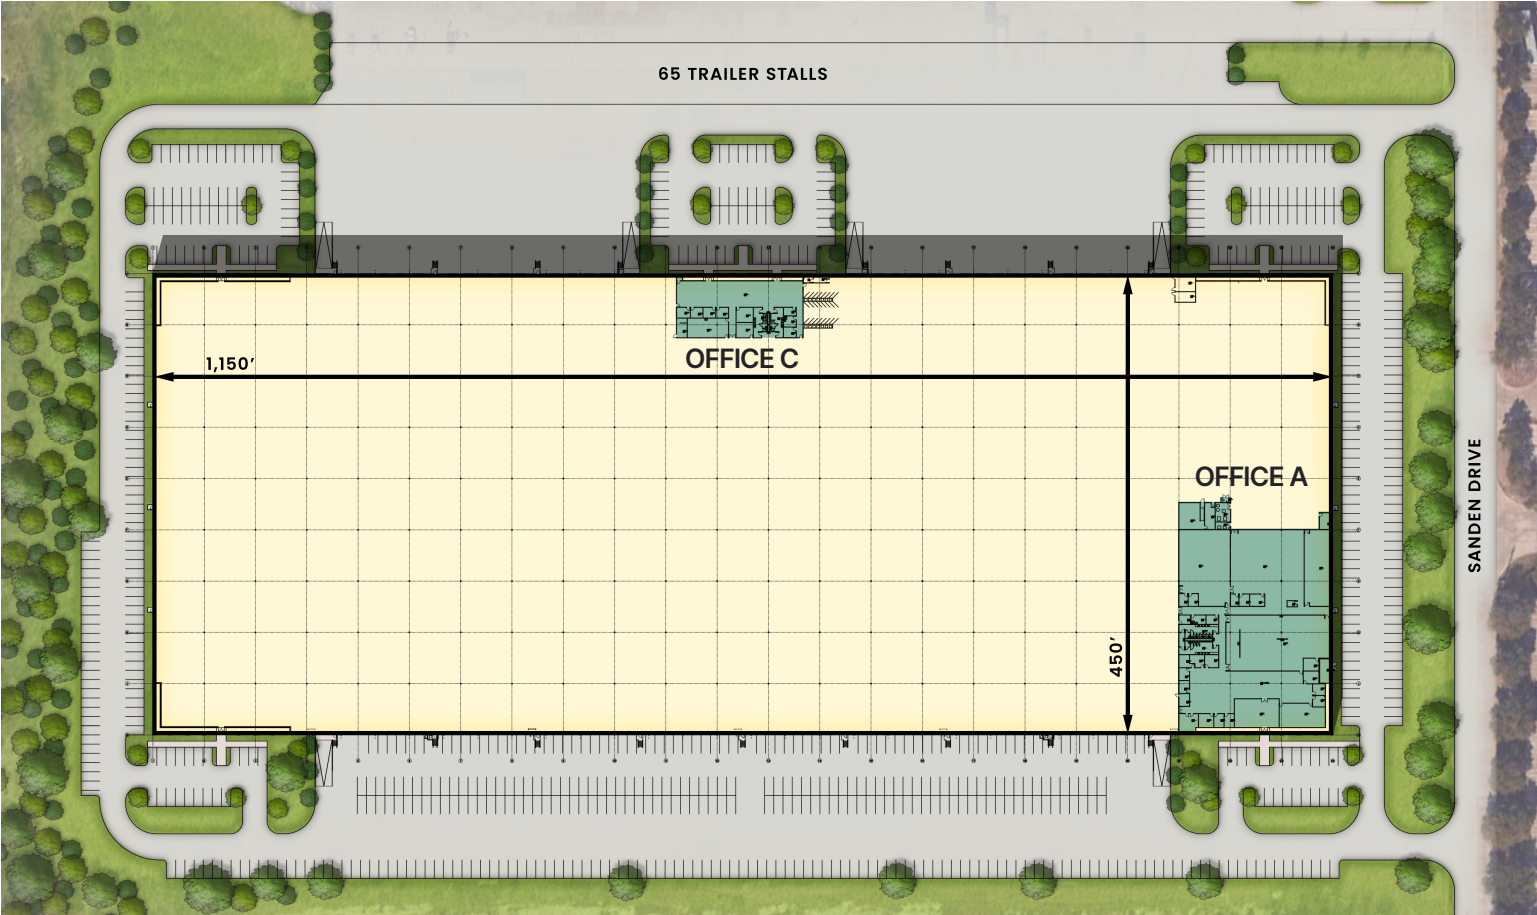 65 TRAILER STALLS
OFFICE C
1,150’
OFFICE A
SANDEN DRIVE
450’